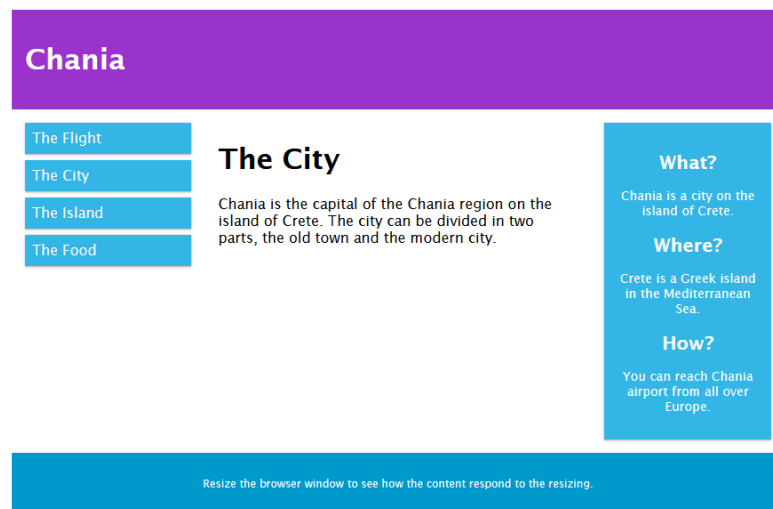 Chania
The Flight
The City
The Island
The Food
The City
Chania is the capital of the Chania region on the
island of Crete. The city can be divided in two
parts, the old town and the modern city.
What?
Chania is a city on the
island of Crete.
Where?
Crete is a Greek island
in the Mediterranean
Sea.
How?
You can reach Chania
airport from all over
Europe.
Resize the browser window to see how the content respond to the resizing.